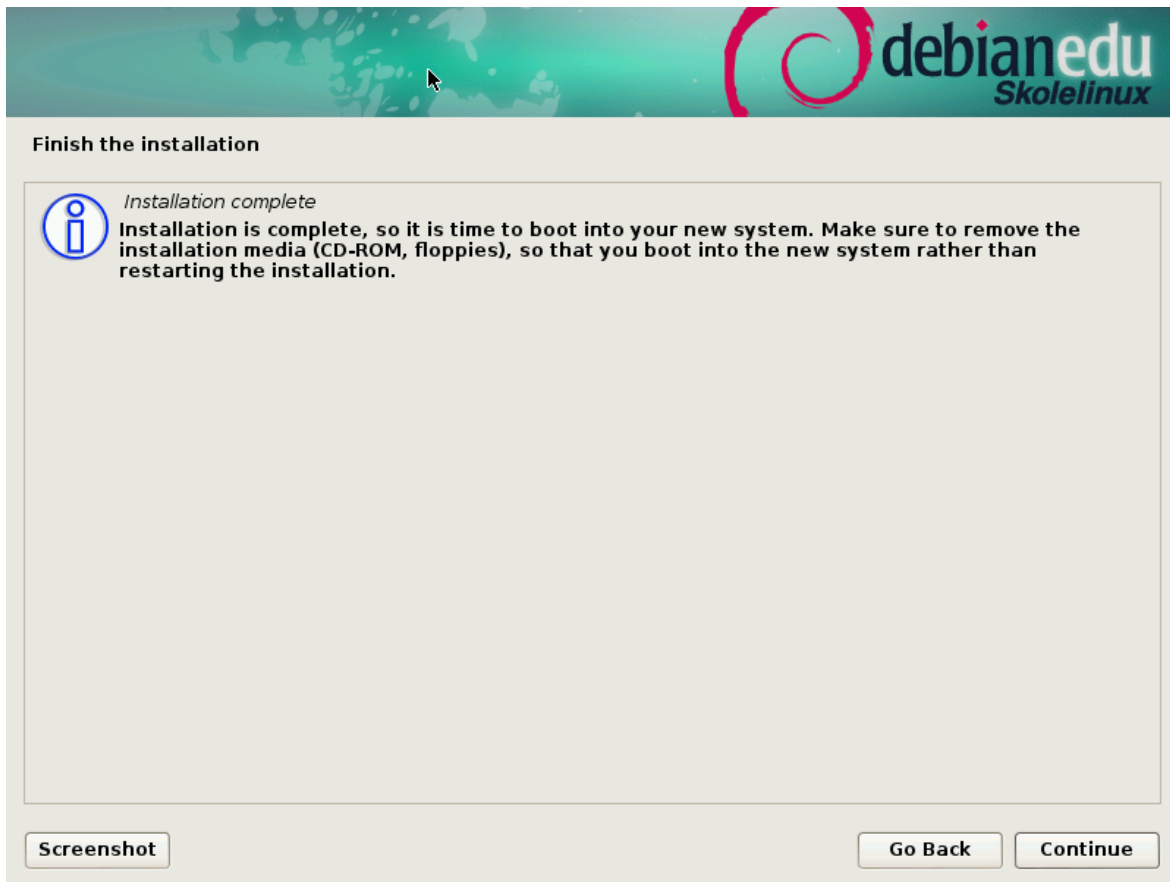 debianedu
Skolelinux
Finish the installation
Installation complete
Installation is complete, so it is time to boot into your new system. Make sure to remove the
installation media (CD-ROM, floppies), so that you boot into the new system rather than
restarting the installation.
Screenshot
Go Back
Continue